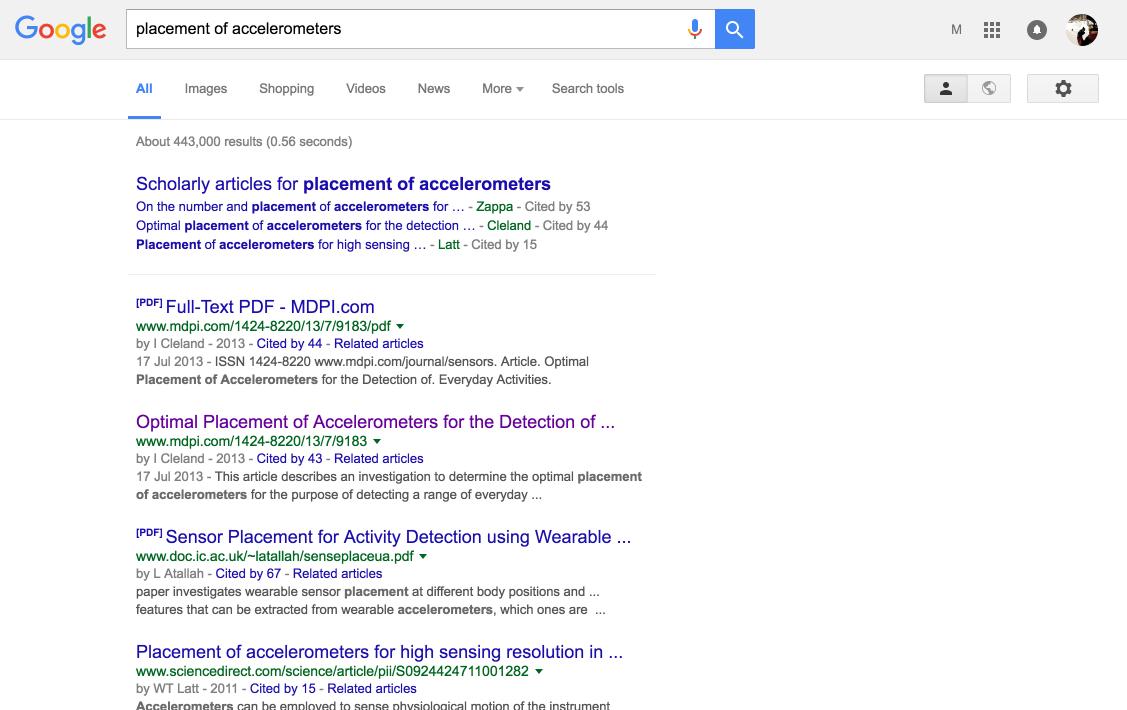 Google
placement of accelerometers
M
All Images Shopping Videos News More Search tools
About 443,000 results (0.56 seconds)
Scholarly articles for placement of accelerometers
On the number and placement of accelerometers for … - Zappa - Cited by 53
Optimal placement of accelerometers for the detection … - Cleland - Cited by 44
Placement of accelerometers for high sensing … - Latt - Cited by 15
[PDF] Full-Text PDF - MDPI.com
www.mdpi.com/1424-8220/13/7/9183/pdf
by I Cleland - 2013 - Cited by 44 - Related articles
17 Jul 2013 - ISSN 1424-8220 www.mdpi.com/journal/sensors. Article. Optimal
Placement of Accelerometers for the Detection of. Everyday Activities.
Optimal Placement of Accelerometers for the Detection of ...
www.mdpi.com/1424-8220/13/7/9183
by I Cleland - 2013 - Cited by 43 - Related articles
17 Jul 2013 - This article describes an investigation to determine the optimal placement
of accelerometers for the purpose of detecting a range of everyday ...
[PDF] Sensor Placement for Activity Detection using Wearable ...
www.doc.ic.ac.uk/~latallah/senseplaceua.pdf
by L Atallah - Cited by 67 - Related articles
paper investigates wearable sensor placement at different body positions and ...
features that can be extracted from wearable accelerometers, which ones are ...
Placement of accelerometers for high sensing resolution in ...
www.sciencedirect.com/science/article/pii/S0924424711001282
by WT Latt - 2011 - Cited by 15 - Related articles
Accelerometers can be employed to sense physiological motion of the instrument